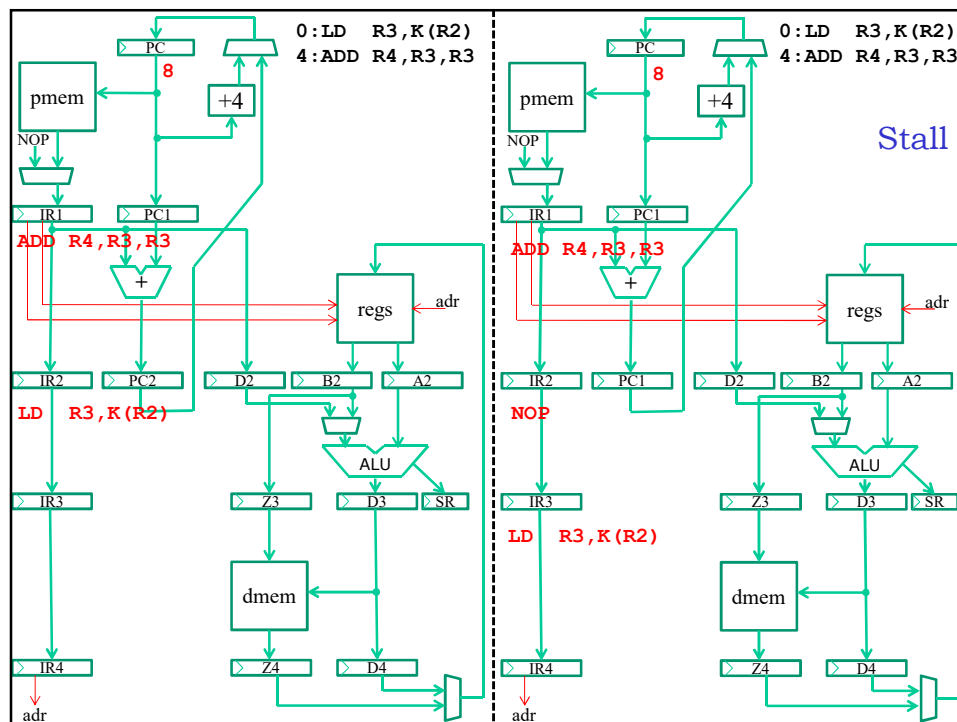 0:LD R3,K(R2)
4:ADD R4,R3,R3
PC
8
pmem
+4
NOP
IR1
PC1
ADD R4,R3,R3
+
regs
adr
IR2
PC2
D2
B2
A2
LD R3,K(R2)
ALU
IR3
Z3
D3
SR
dmem
IR4
Z4
D4
adr
0:LD R3,K(R2)
4:ADD R4,R3,R3
Stall
PC
8
pmem
+4
NOP
IR1
PC1
ADD R4,R3,R3
+
regs
adr
IR2
PC1
D2
B2
A2
NOP
ALU
IR3
Z3
D3
SR
LD R3,K(R2)
dmem
IR4
Z4
D4
adr